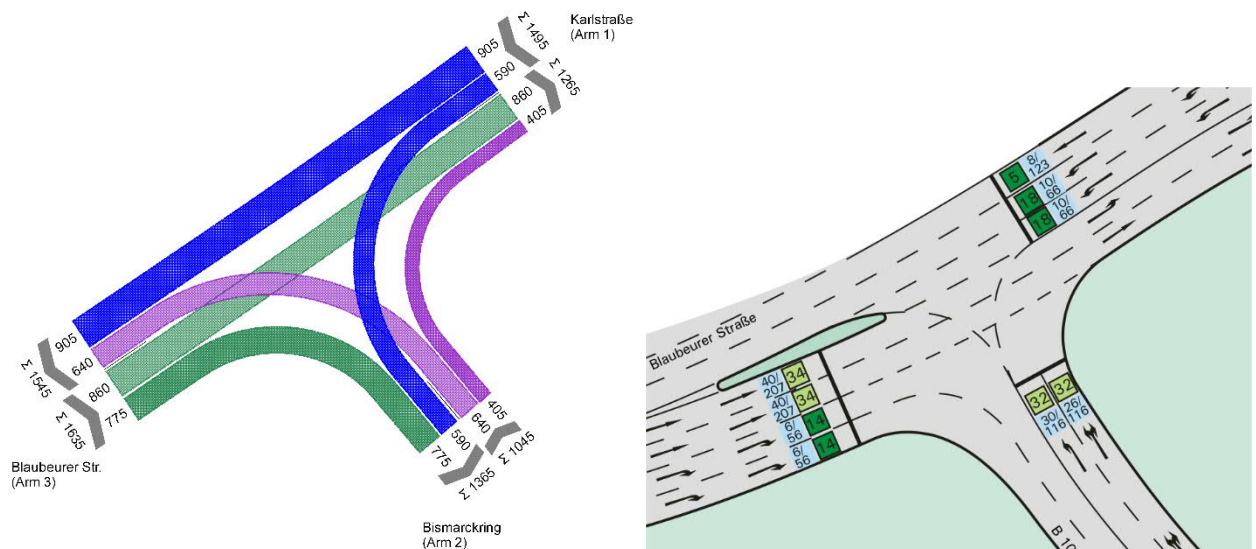 Karlstraße
(Arm 1)
Σ 1495
Σ 1265
905
590
860
405
905
640
860
775
Σ 1545
Σ 1635
Blaubeurer Str.
(Arm 3)
405
640
590
775
Σ 1045
Σ 1365
Bismarckring
(Arm 2)
5
8/
123
18
10/
66
18
10/
66
Blaubeurer Straße
40/
207
34
40/
207
34
6/
56
14
6/
56
14
32
32
30/
116
26/
116
B 10